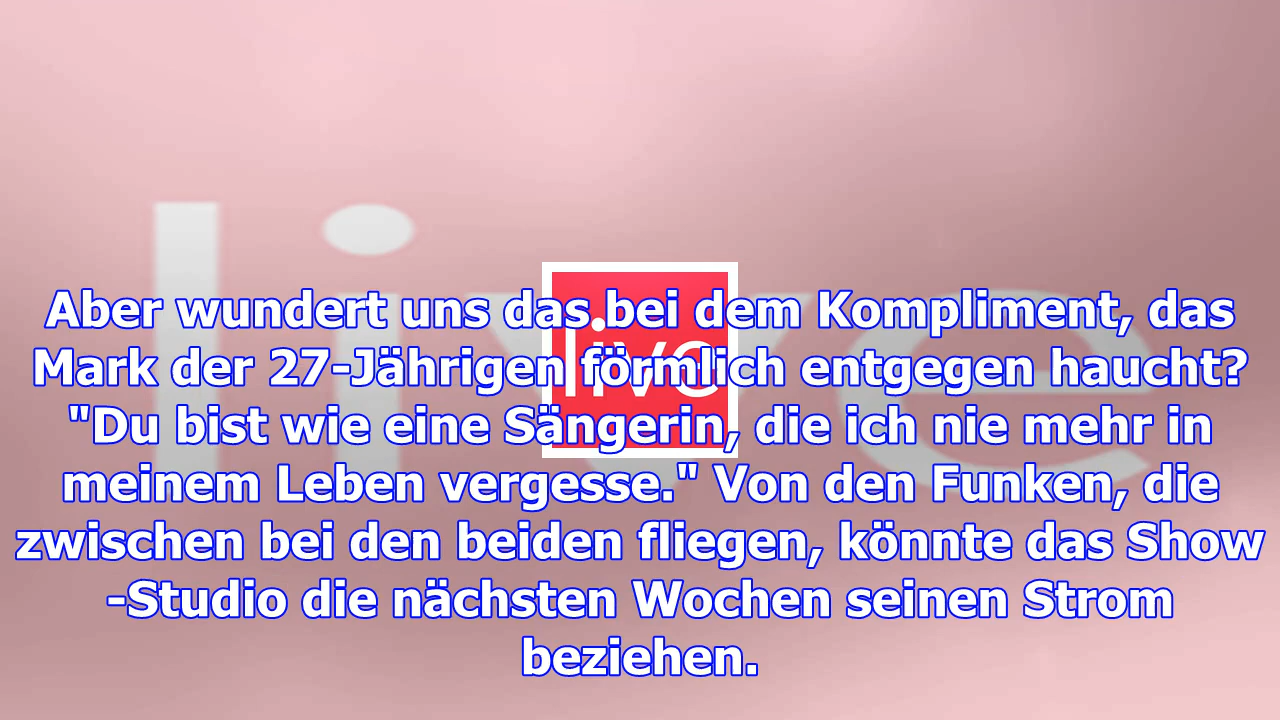 live
live
Aber wundert uns das bei dem Kompliment, das
Mark der 27-Jährigen förmlich entgegen haucht?
"Du bist wie eine Sängerin, die ich nie mehr in
meinem Leben vergesse." Von den Funken, die
zwischen bei den beiden fliegen, könnte das Show
-Studio die nächsten Wochen seinen Strom
beziehen.